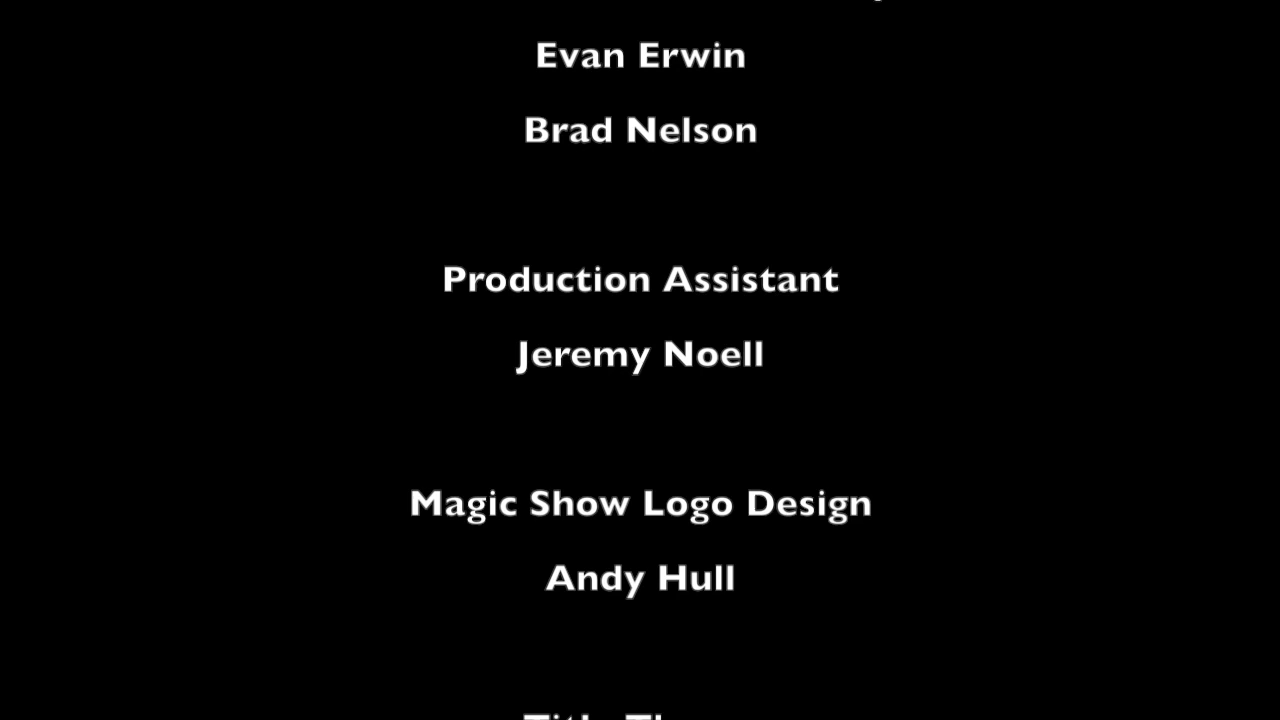 Evan Erwin
Brad Nelson
Production Assistant
Jeremy Noell
Magic Show Logo Design
Andy Hull